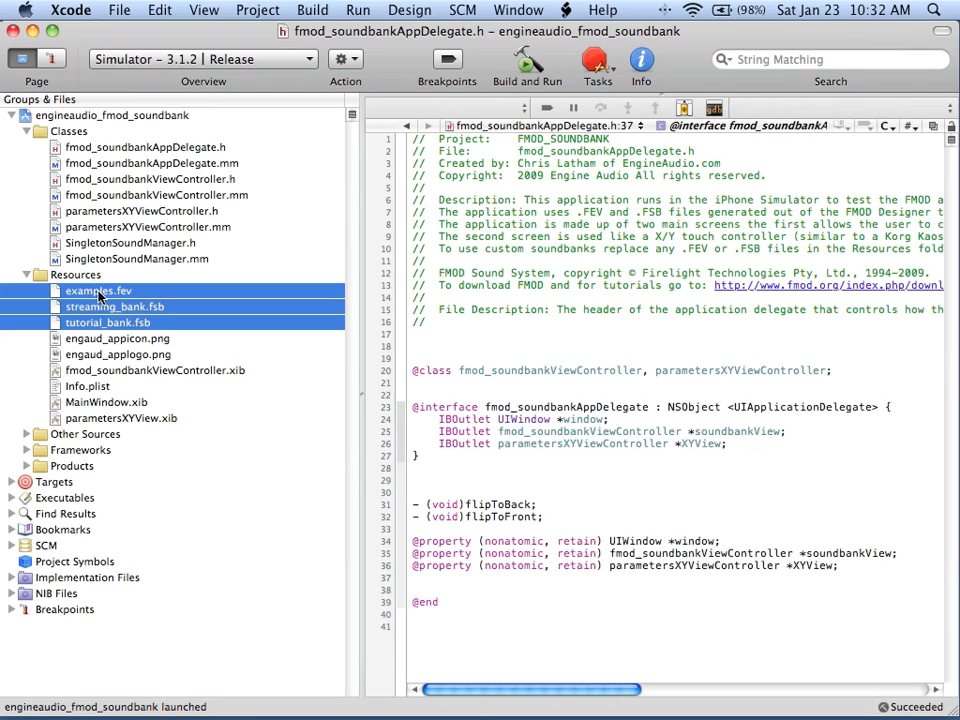 Xcode File Edit View Project Build Run Design SCM Window Help (98%) Sat Jan 23 10:32 AM
fmod_soundbankAppDelegate.h – engineaudio_fmod_soundbank
Simulator – 3.1.2 | Release
String Matching
Page Overview Action Breakpoints Build and Run Tasks Info Search
Groups & Files
engineaudio_fmod_soundbank
Classes
fmod_soundbankAppDelegate.h
fmod_soundbankAppDelegate.mm
fmod_soundbankViewController.h
fmod_soundbankViewController.mm
parametersXYViewController.h
parametersXYViewController.mm
SingletonSoundManager.h
SingletonSoundManager.mm
Resources
examples.fev
streaming_bank.fsb
tutorial_bank.fsb
engaud_appicon.png
engaud_applogo.png
fmod_soundbankViewController.xib
Info.plist
MainWindow.xib
parametersXYView.xib
Other Sources
Frameworks
Products
Targets
Executables
Find Results
Bookmarks
SCM
Project Symbols
Implementation Files
NIB Files
Breakpoints
gdb
fmod_soundbankAppDelegate.h:37 C @interface fmod_soundbankA C #
1 // Project: FMOD_SOUNDBANK
2 // File: fmod_soundbankAppDelegate.h
3 // Created by: Chris Latham of EngineAudio.com
4 // Copyright: 2009 Engine Audio All rights reserved.
5 //
6 // Description: This application runs in the iPhone Simulator to test the FMOD a
7 // The application uses .FEV and .FSB files generated out of the FMOD Designer t
8 // The application is made up of two main screens the first allows the user to c
9 // The second screen is used like a X/Y touch controller (similar to a Korg Kaos
10 // To use custom soundbanks replace any .FEV or .FSB files in the Resources fold
11 //
12 // FMOD Sound System, copyright © Firelight Technologies Pty, Ltd., 1994-2009.
13 // To download FMOD and for tutorials go to: http://www.fmod.org/index.php/downl
14 //
15 // File Description: The header of the application delegate that controls how th
16 //
17
18
19
20 @class fmod_soundbankViewController, parametersXYViewController;
21
22
23 @interface fmod_soundbankAppDelegate : NSObject <UIApplicationDelegate> {
24 IBOutlet UIWindow *window;
25 IBOutlet fmod_soundbankViewController *soundbankView;
26 IBOutlet parametersXYViewController *XYView;
27 }
28
29
30
31 - (void)flipToBack;
32 - (void)flipToFront;
33
34 @property (nonatomic, retain) UIWindow *window;
35 @property (nonatomic, retain) fmod_soundbankViewController *soundbankView;
36 @property (nonatomic, retain) parametersXYViewController *XYView;
37
38
39 @end
40
41
engineaudio_fmod_soundbank launched
Succeeded